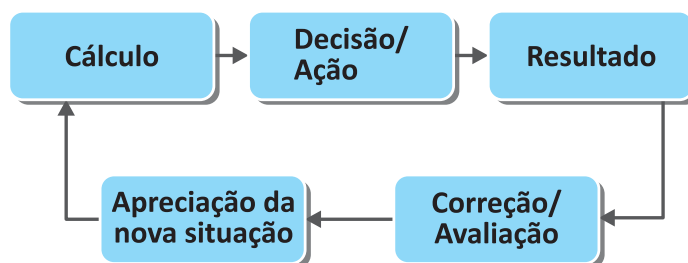 Cálculo
Decisão/
Ação
Resultado
Apreciação da
nova situação
Correção/
Avaliação